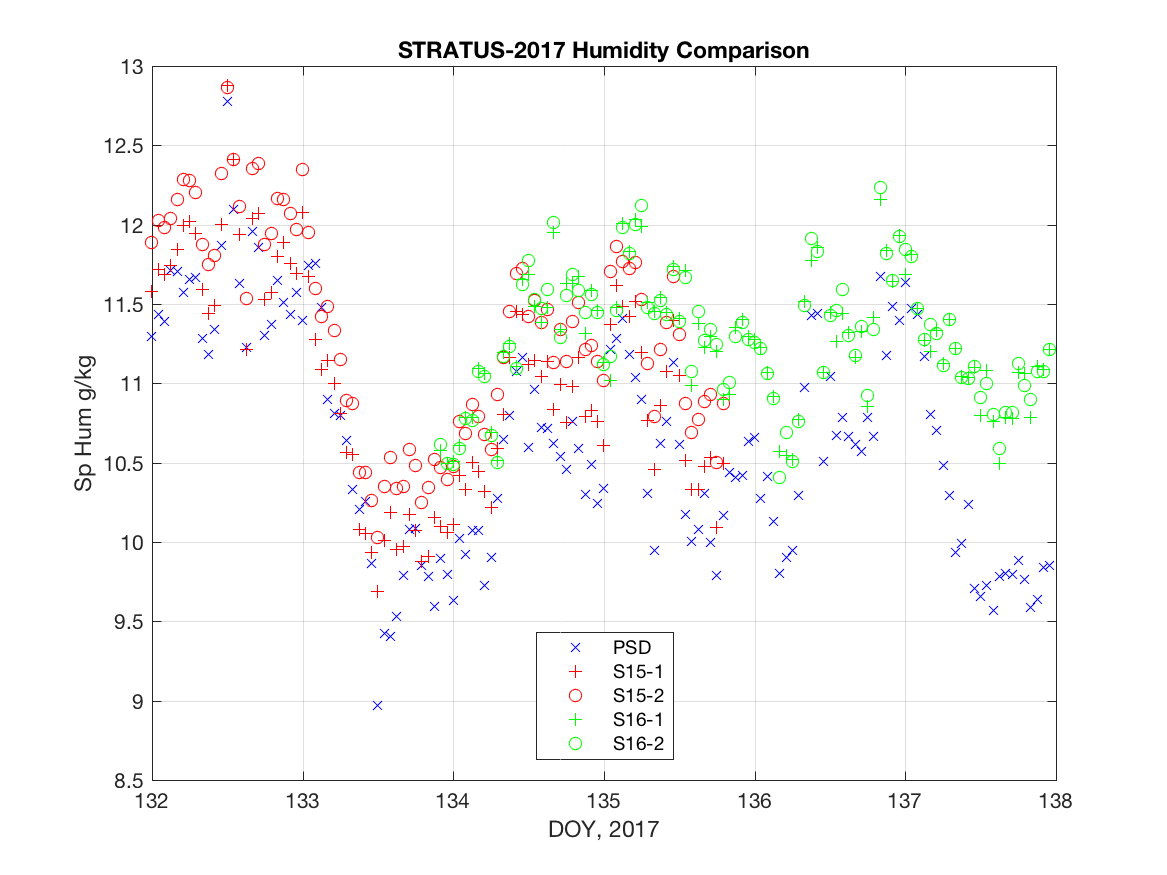 STRATUS-2017 Humidity Comparison
13
12.5
12
11.5
11
10.5
10
9.5
9
8.5
Sp Hum g/kg
PSD
S15-1
S15-2
S16-1
S16-2
132 133 134 135 136 137 138
DOY, 2017